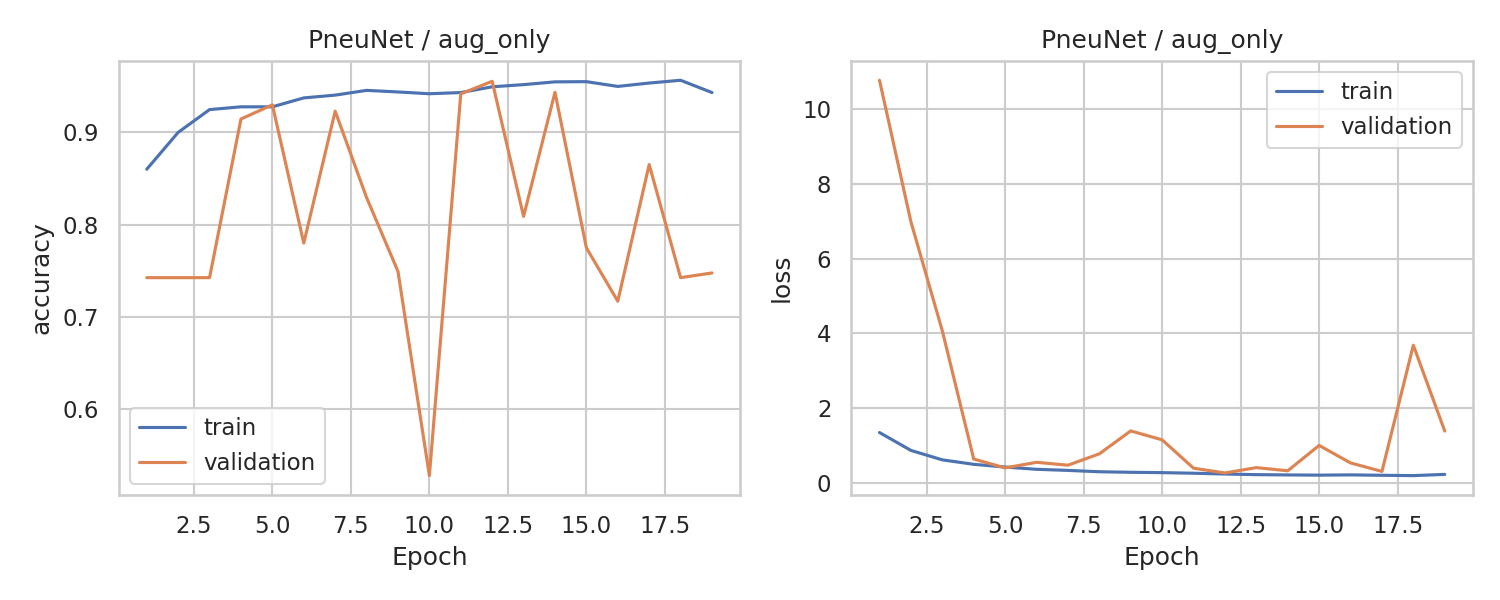 PneuNet / aug_only
accuracy
0.9
0.8
0.7
0.6
train
validation
2.5 5.0 7.5 10.0 12.5 15.0 17.5
Epoch
PneuNet / aug_only
loss
10
8
6
4
2
0
train
validation
2.5 5.0 7.5 10.0 12.5 15.0 17.5
Epoch